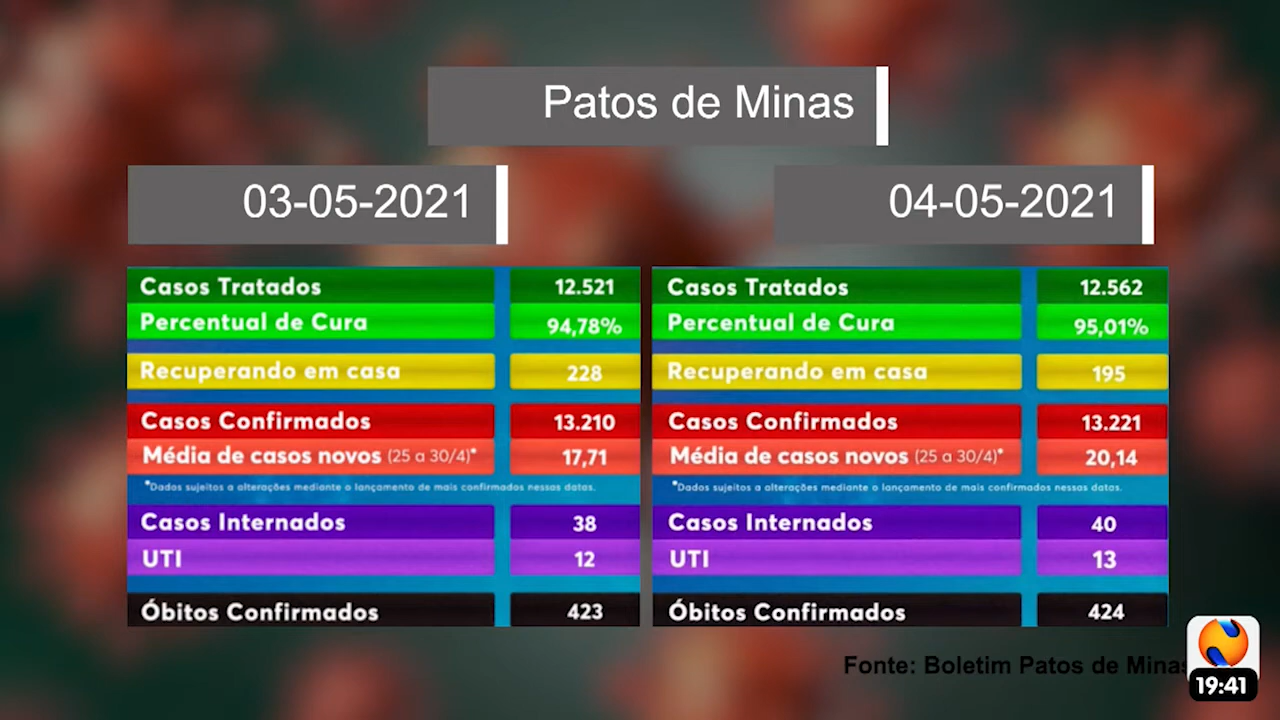 Patos de Minas
03-05-2021
04-05-2021
Casos Tratados 12.521
Percentual de Cura 94,78%
Recuperando em casa 228
Casos Confirmados 13.210
Média de casos novos (25 a 30/4)* 17,71
*Dados sujeitos a alterações mediante o lançamento de mais confirmados nessas datas.
Casos Internados 38
UTI 12
Óbitos Confirmados 423
Casos Tratados 12.562
Percentual de Cura 95,01%
Recuperando em casa 195
Casos Confirmados 13.221
Média de casos novos (25 a 30/4)* 20,14
*Dados sujeitos a alterações mediante o lançamento de mais confirmados nessas datas.
Casos Internados 40
UTI 13
Óbitos Confirmados 424
Fonte: Boletim Patos de Minas
19:41